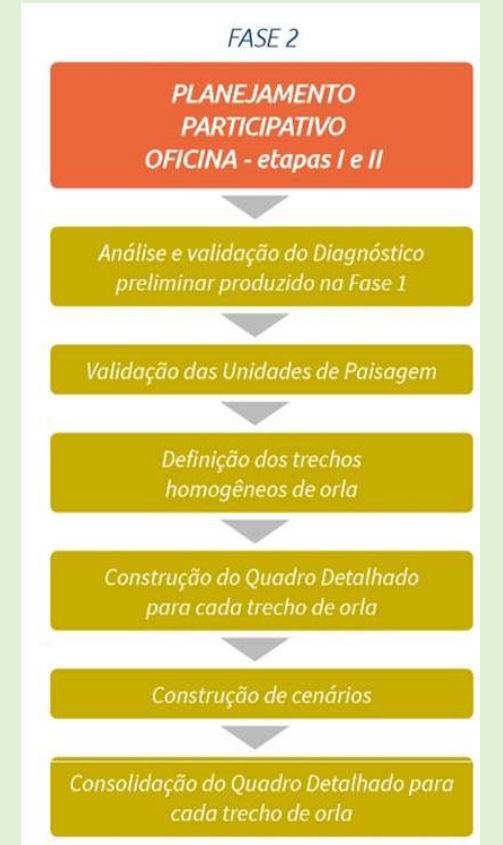 FASE 2
PLANEJAMENTO
PARTICIPATIVO
OFICINA - etapas I e II
Análise e validação do Diagnóstico
preliminar produzido na Fase 1
Validação das Unidades de Paisagem
Definição dos trechos
homogêneos de orla
Construção do Quadro Detalhado
para cada trecho de orla
Construção de cenários
Consolidação do Quadro Detalhado para
cada trecho de orla